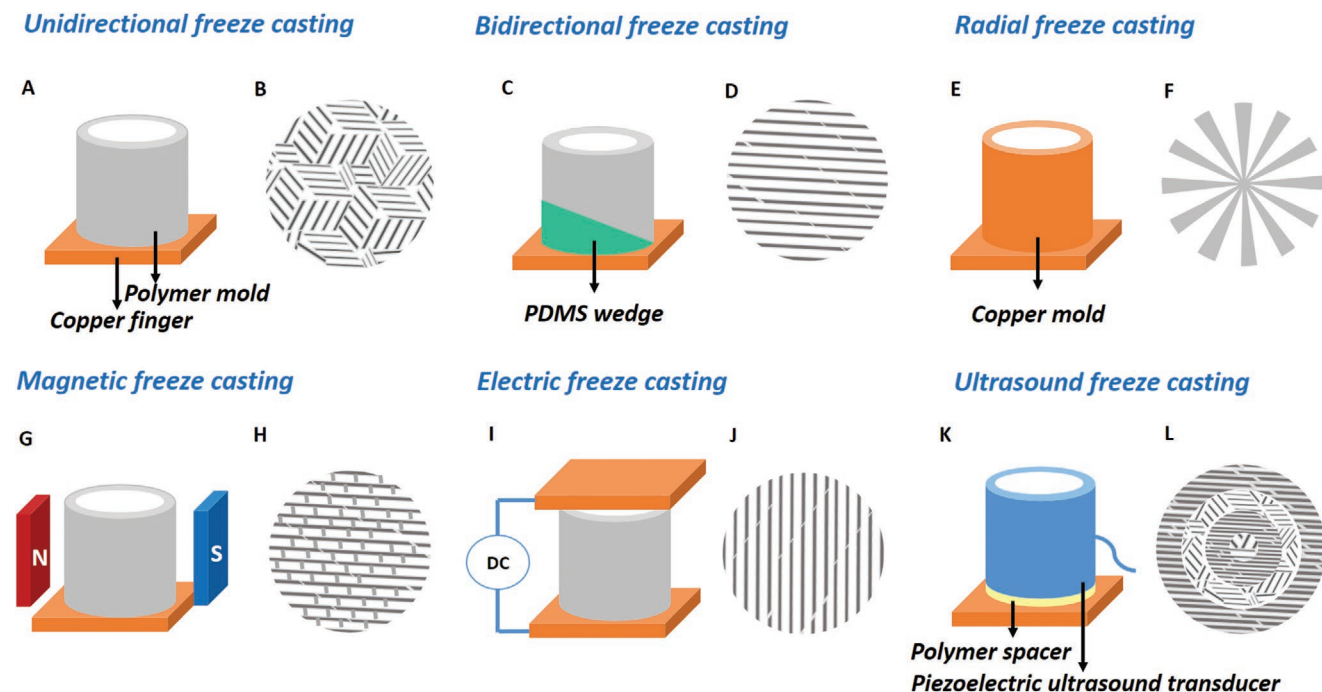 Unidirectional freeze casting
Bidirectional freeze casting
Radial freeze casting
A
B
C
D
E
F
Polymer mold
Copper finger
PDMS wedge
Copper mold
Magnetic freeze casting
Electric freeze casting
Ultrasound freeze casting
G
H
I
J
K
L
N
S
DC
Polymer spacer
Piezoelectric ultrasound transducer